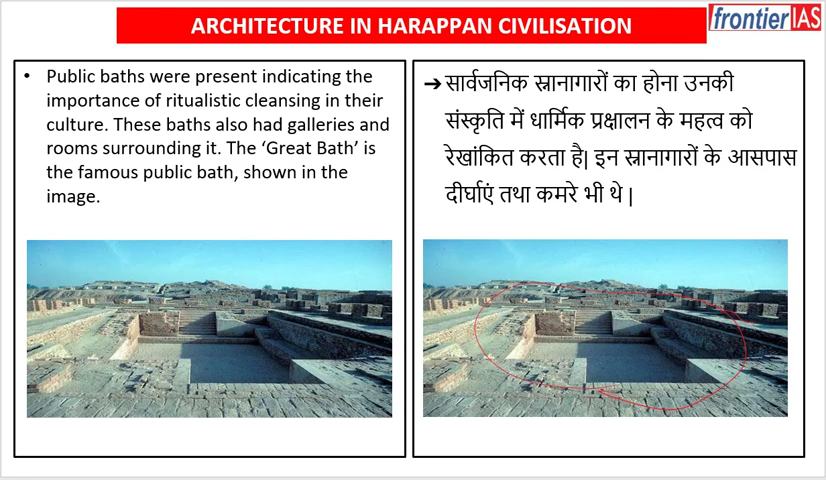 ARCHITECTURE IN HARAPPAN CIVILISATION
frontierIAS
• Public baths were present indicating the
importance of ritualistic cleansing in their
culture. These baths also had galleries and
rooms surrounding it. The ‘Great Bath’ is
the famous public bath, shown in the
image.
➔ सार्वजनिक स्नानागारों का होना उनकी
संस्कृति में धार्मिक प्रक्षालन के महत्व को
रेखांकित करता है| इन स्नानागारों के आसपास
दीर्घाएं तथा कमरे भी थे |